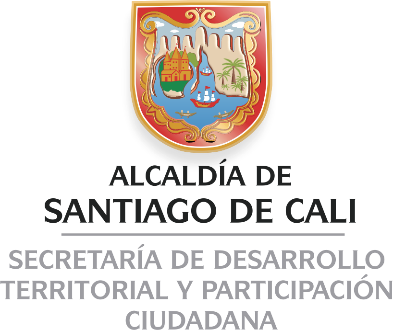 ALCALDÍA DE
SANTIAGO DE CALI
SECRETARÍA DE DESARROLLO
TERRITORIAL Y PARTICIPACIÓN
CIUDADANA